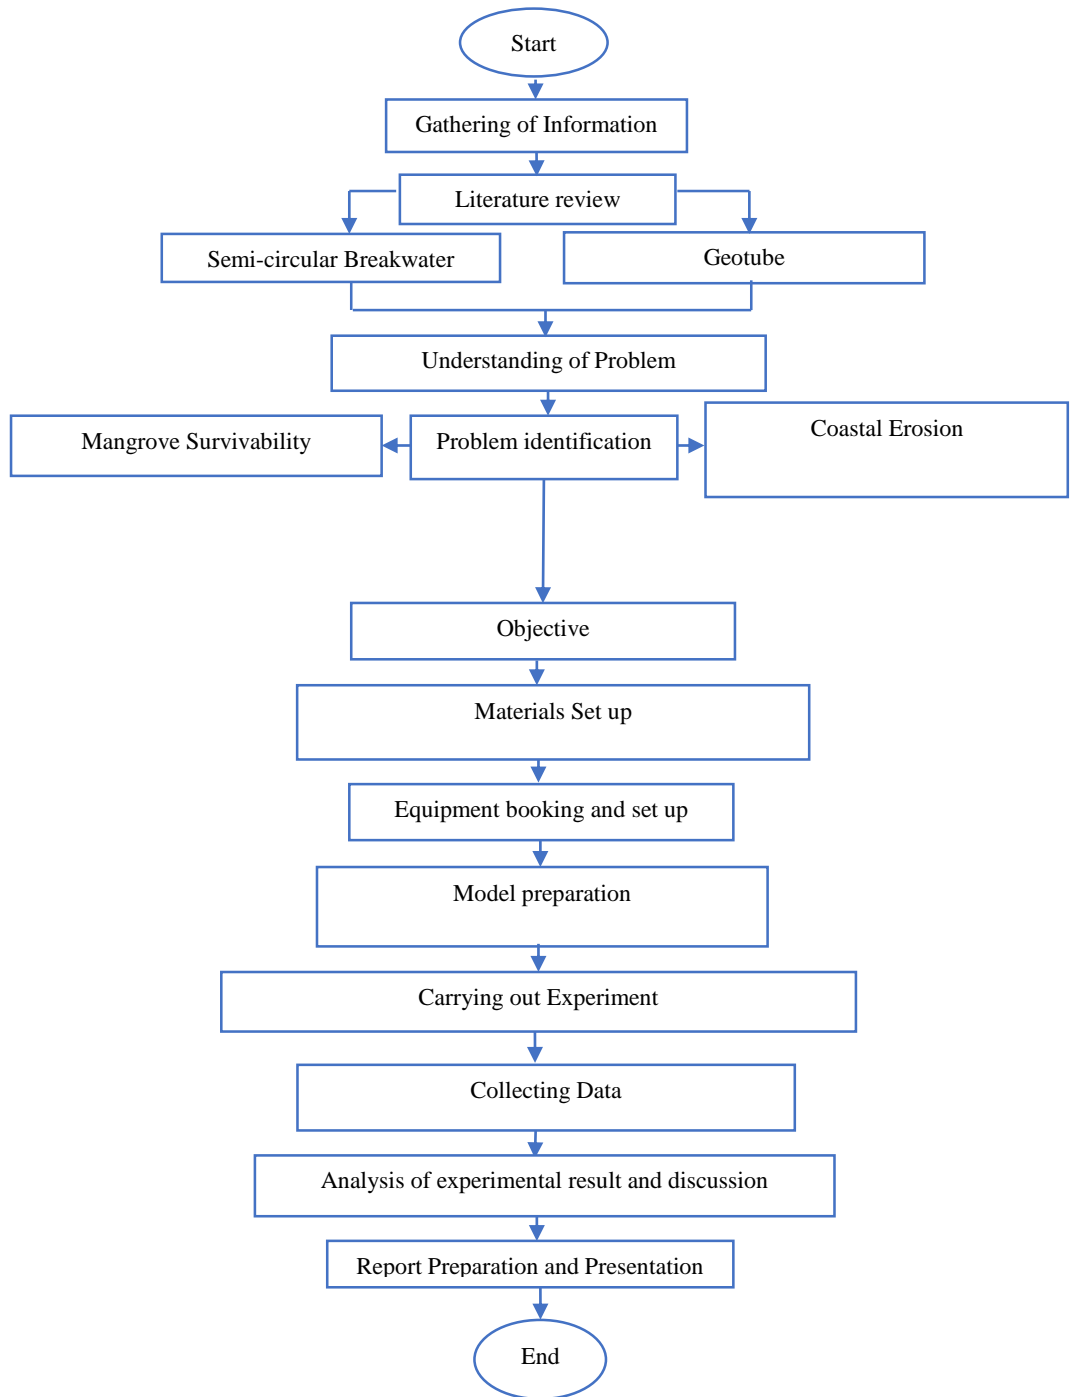 Start
Gathering of Information
Literature review
Semi-circular Breakwater
Geotube
Understanding of Problem
Mangrove Survivability
Problem identification
Coastal Erosion
Objective
Materials Set up
Equipment booking and set up
Model preparation
Carrying out Experiment
Collecting Data
Analysis of experimental result and discussion
Report Preparation and Presentation
End